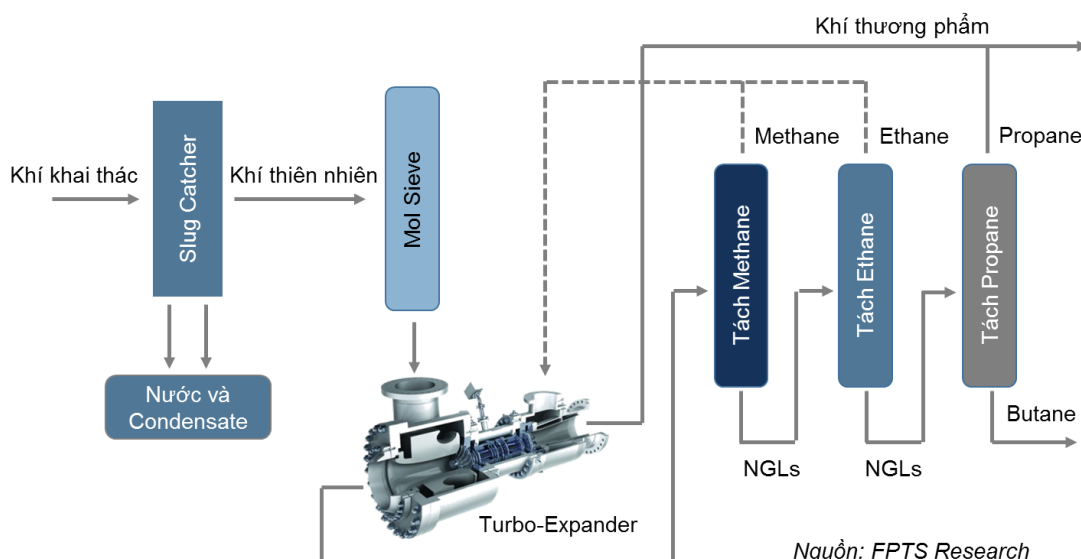 Khí thương phẩm
Methane
Ethane
Propane
Khí khai thác
Slug Catcher
Khí thiên nhiên
Mol Sieve
Tách Methane
Tách Ethane
Tách Propane
Nước và
Condensate
Butane
NGLs
NGLs
Turbo-Expander
Nguồn: FPTS Research